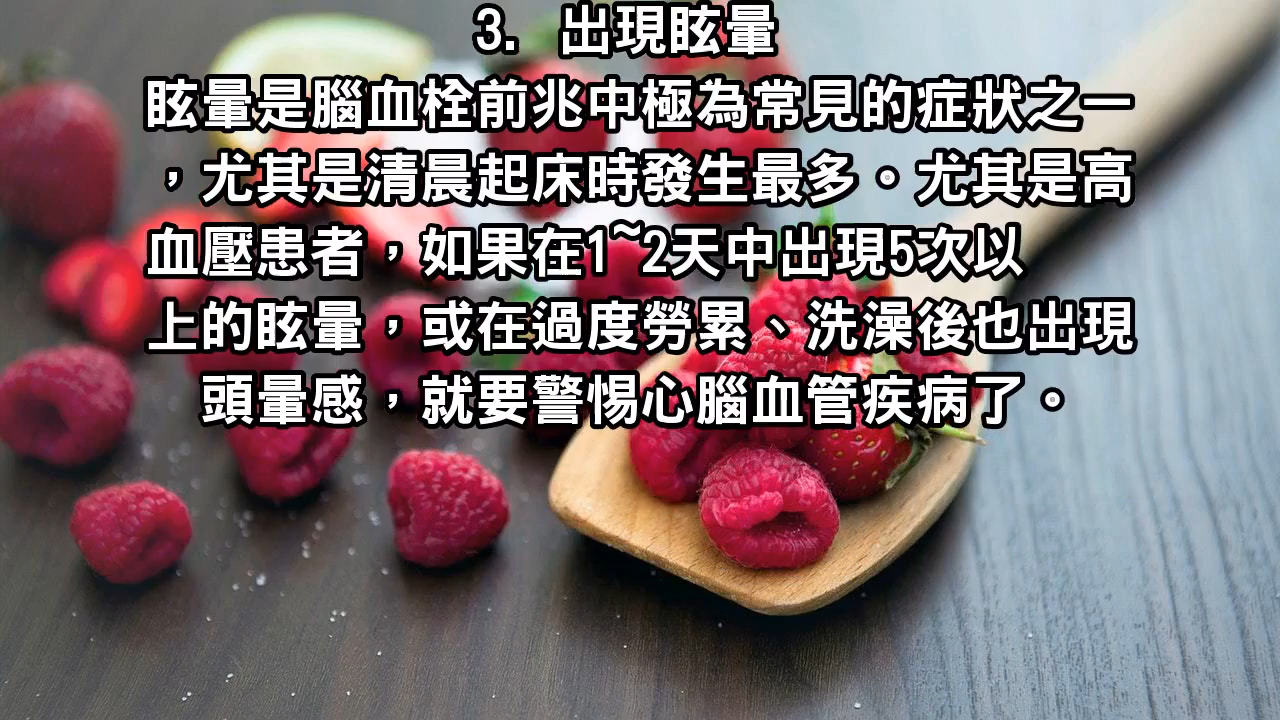 3. 出現眩暈
眩暈是腦血栓前兆中極為常見的症狀之一
，尤其是清晨起床時發生最多。尤其是高
血壓患者，如果在1~2天中出現5次以
上的眩暈，或在過度勞累、洗澡後也出現
頭暈感，就要警惕心腦血管疾病了。